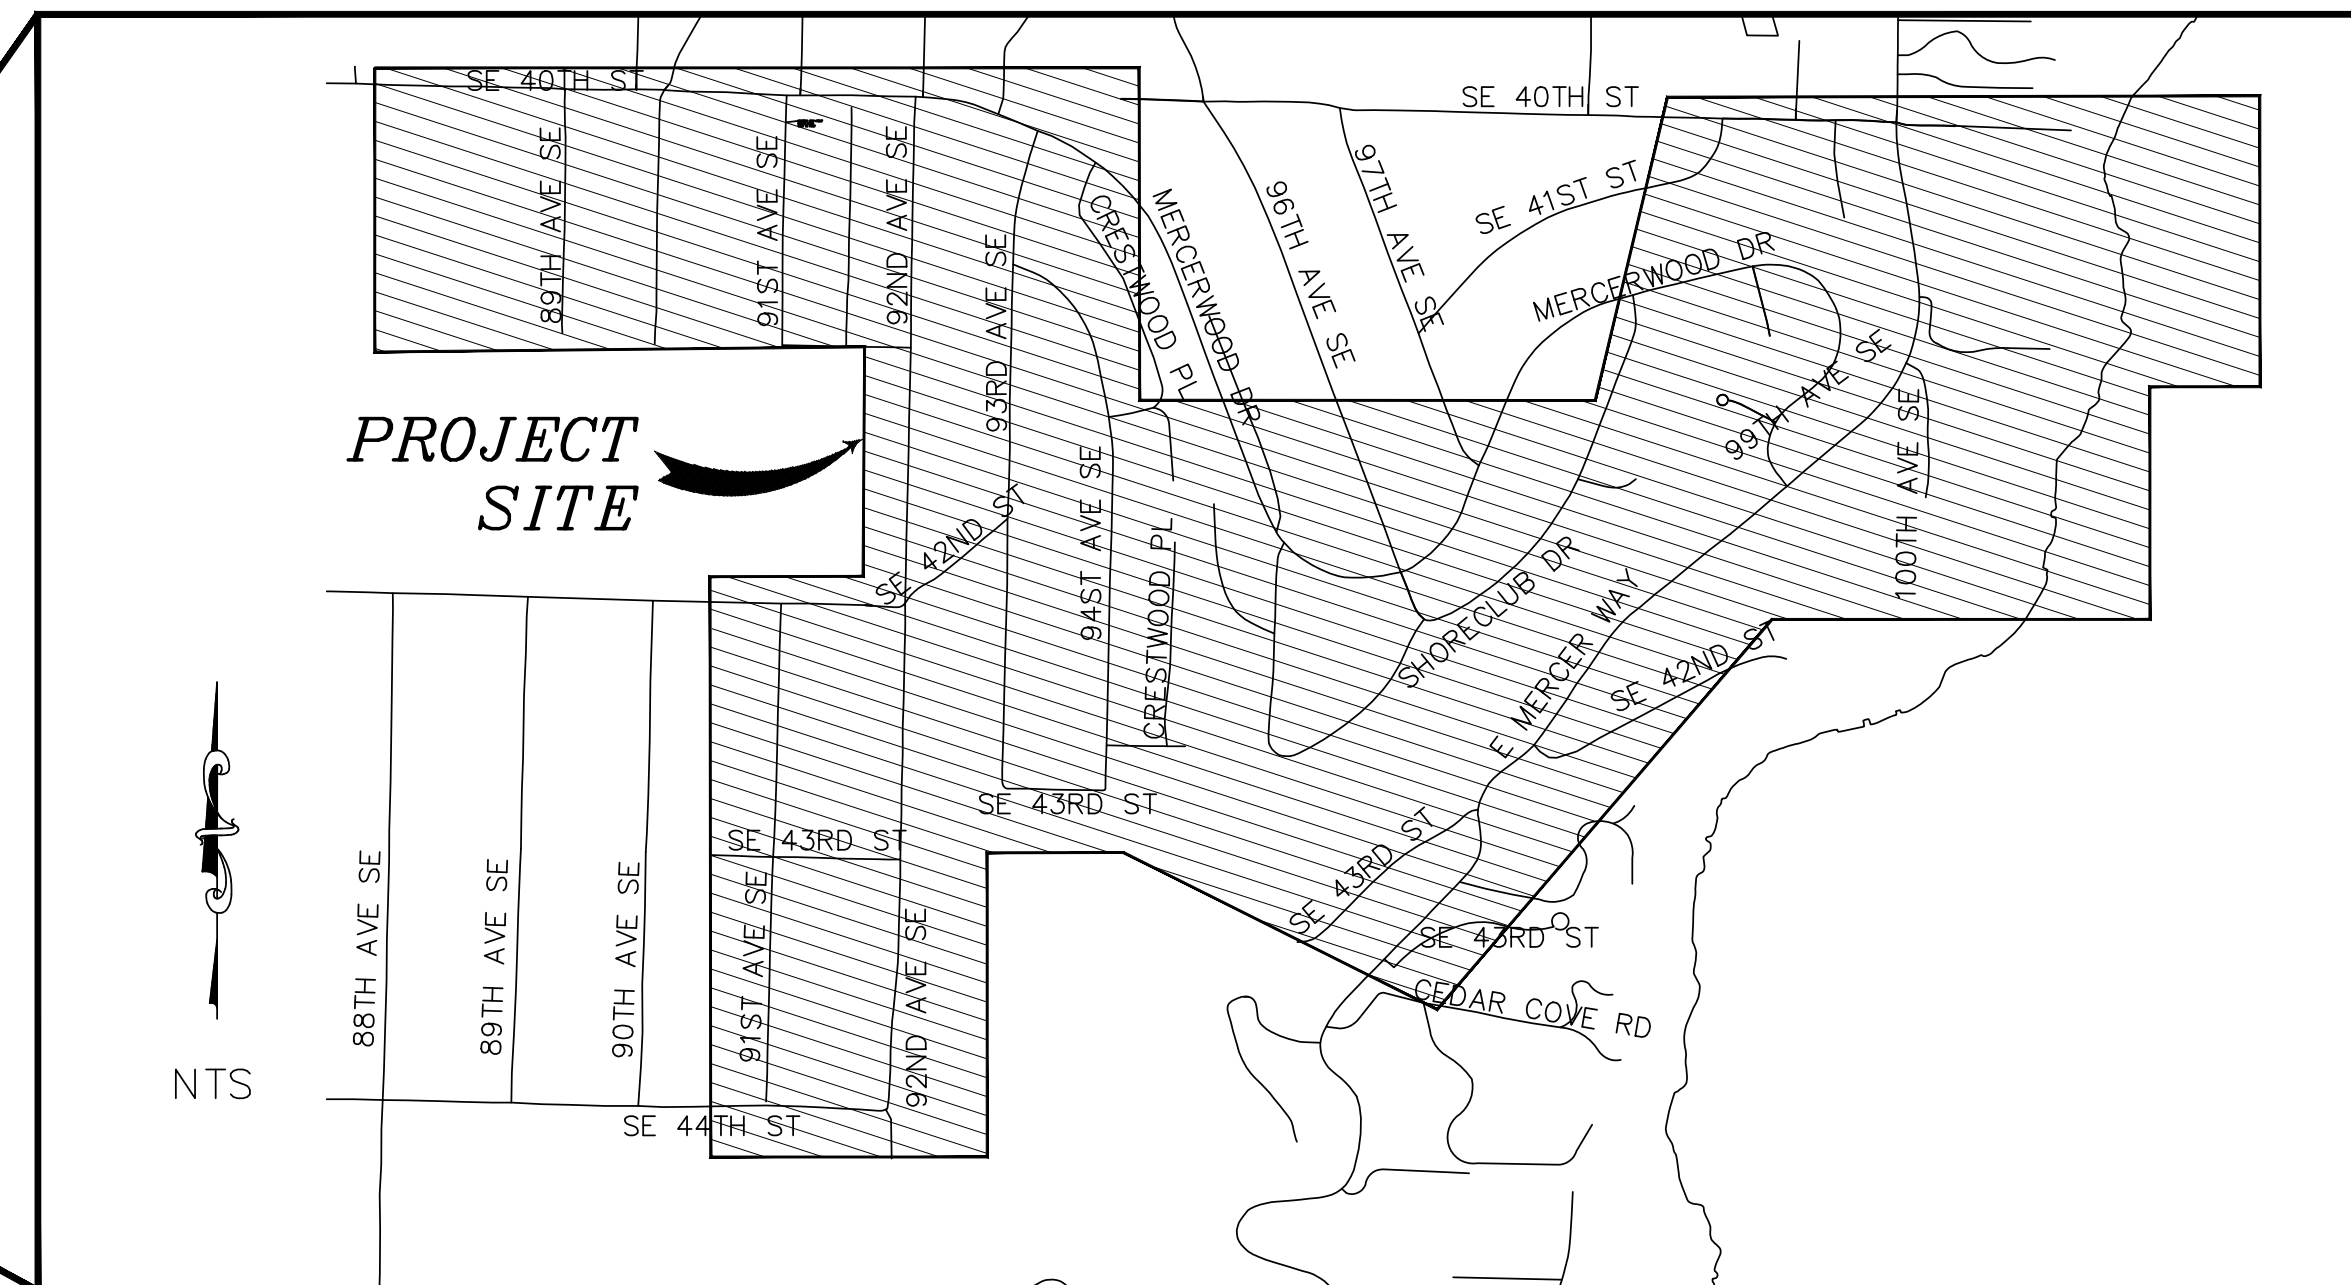 SE 40TH ST
SE 40TH ST
89TH AVE SE
91ST AVE SE
92ND AVE SE
93RD AVE SE
CRESTWOOD PL
MERCERWOOD DR
96TH AVE SE
97TH AVE SE
SE 41ST ST
MERCERWOOD DR
99TH AVE SE
100TH AVE SE
PROJECT
SITE
SE 42ND ST
94ST AVE SE
CRESTWOOD PL
SHORECLUB DR
E MERCER WAY
SE 42ND ST
SE 43RD ST
SE 43RD ST
SE 43RD ST
SE 43RD ST
CEDAR COVE RD
88TH AVE SE
89TH AVE SE
90TH AVE SE
91ST AVE SE
92ND AVE SE
NTS
SE 44TH ST